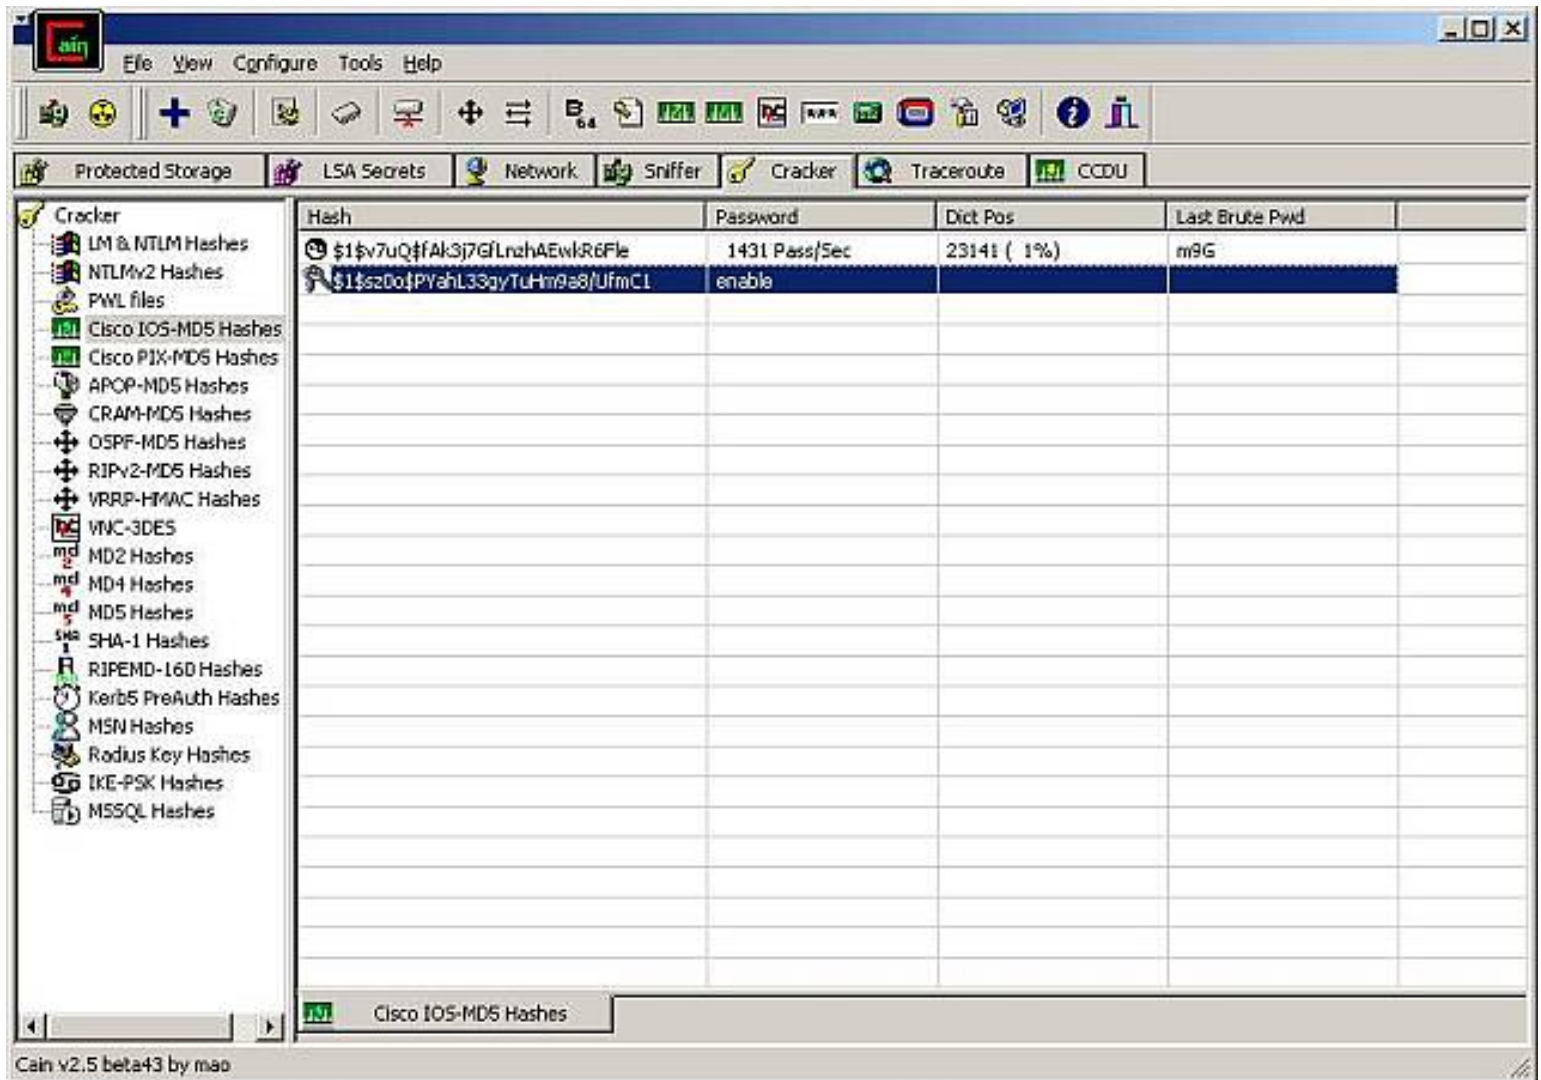 Cain
File View Configure Tools Help
B 64
Protected Storage LSA Secrets Network Sniffer Cracker Traceroute CCDU
Cracker
LM & NTLM Hashes
NTLMv2 Hashes
PWL files
Cisco IOS-MD5 Hashes
Cisco PIX-MD5 Hashes
APOP-MD5 Hashes
CRAM-MD5 Hashes
OSPF-MD5 Hashes
RIPv2-MD5 Hashes
VRRP-HMAC Hashes
VNC-3DES
MD2 Hashes
MD4 Hashes
MD5 Hashes
SHA-1 Hashes
RIPEMD-160 Hashes
Kerb5 PreAuth Hashes
MSN Hashes
Radius Key Hashes
IKE-PSK Hashes
MSSQL Hashes
Hash Password Dict Pos Last Brute Pwd
$1$v7uQ$fAk3j7GfLnzhAEwkR6Fle 1431 Pass/Sec 23141 ( 1%) m9G
$1$sz0o$PYahL33gyTuHm9a8/UfmC1 enable
Cisco IOS-MD5 Hashes
Cain v2.5 beta43 by mao